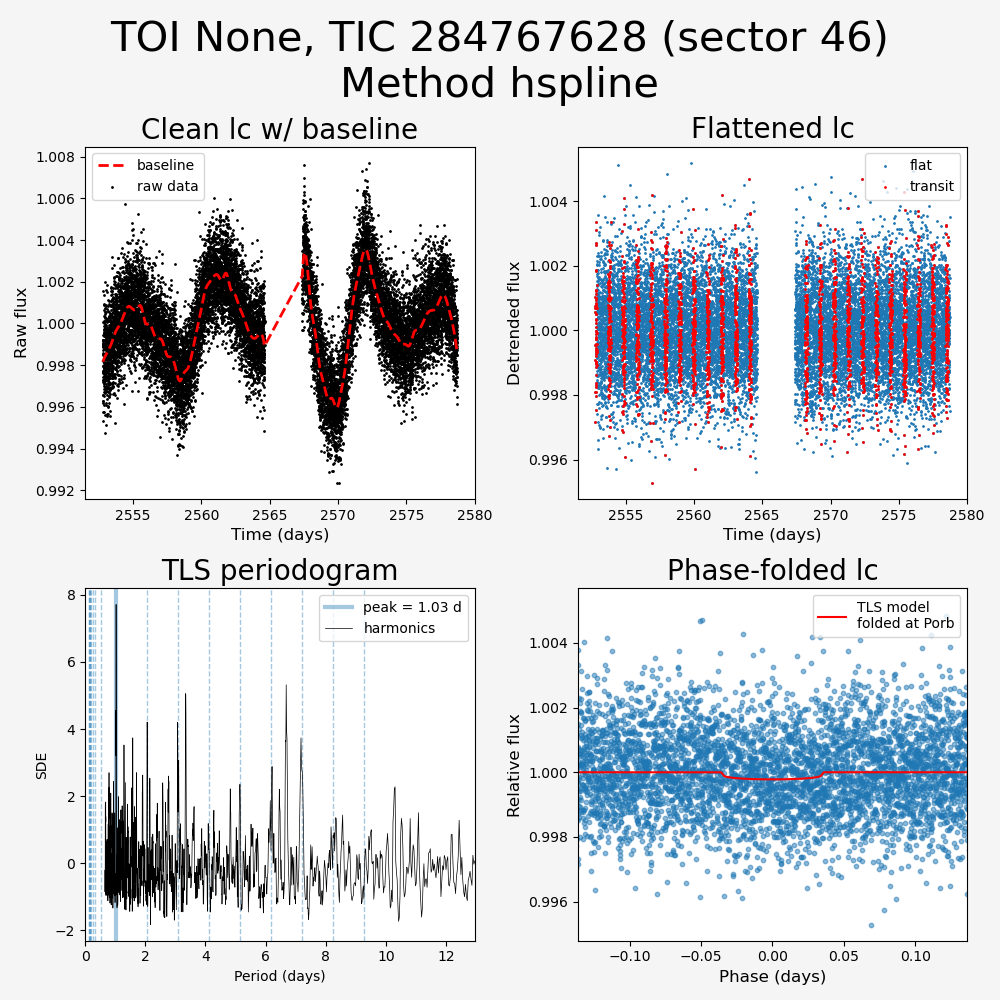 TOI None, TIC 284767628 (sector 46)
Method hspline
Clean lc w/ baseline
Flattened lc
baseline
raw data
flat
transit
Raw flux
1.008
1.006
1.004
1.002
1.000
0.998
0.996
0.994
0.992
2555
2560
2565
2570
2575
2580
Time (days)
Detrended flux
1.004
1.002
1.000
0.998
0.996
2555
2560
2565
2570
2575
2580
Time (days)
TLS periodogram
Phase-folded lc
peak = 1.03 d
harmonics
TLS model
folded at Porb
SDE
8
6
4
2
0
−2
0
2
4
6
8
10
12
Period (days)
Relative flux
1.004
1.002
1.000
0.998
0.996
−0.10
−0.05
0.00
0.05
0.10
Phase (days)